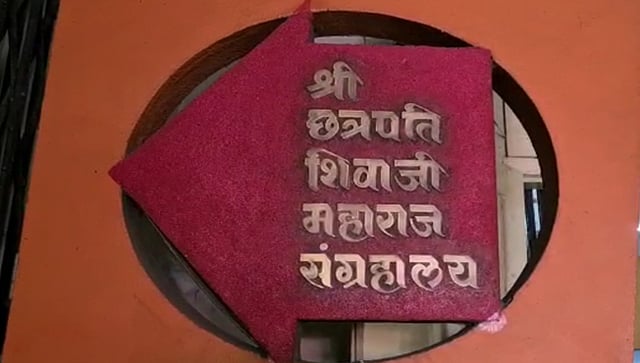 श्री
छत्रपति
शिवाजी
महाराज
संग्रहालय